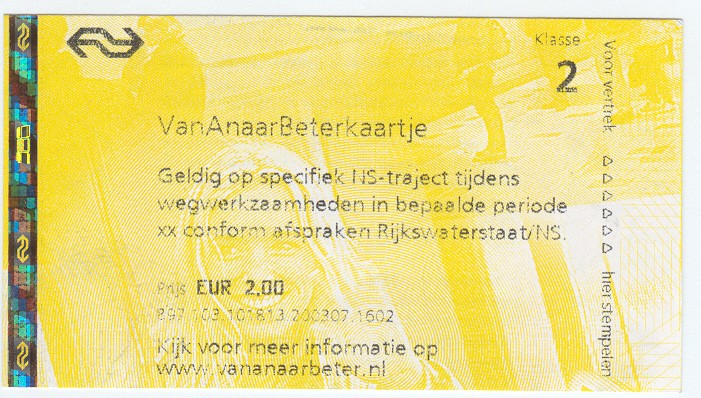 Klasse
2
VanAnaarBeterkaartje
Geldig op specifiek NS-traject tijdens
wegwerkzaamheden in bepaalde periode
xx conform afspraken Rijkswaterstaat/NS.
Prijs EUR 2,00
897 103 101813 200307 1602
Kijk voor meer informatie op
www.vananaarbeter.nl
Voor vertrek hier stempelen